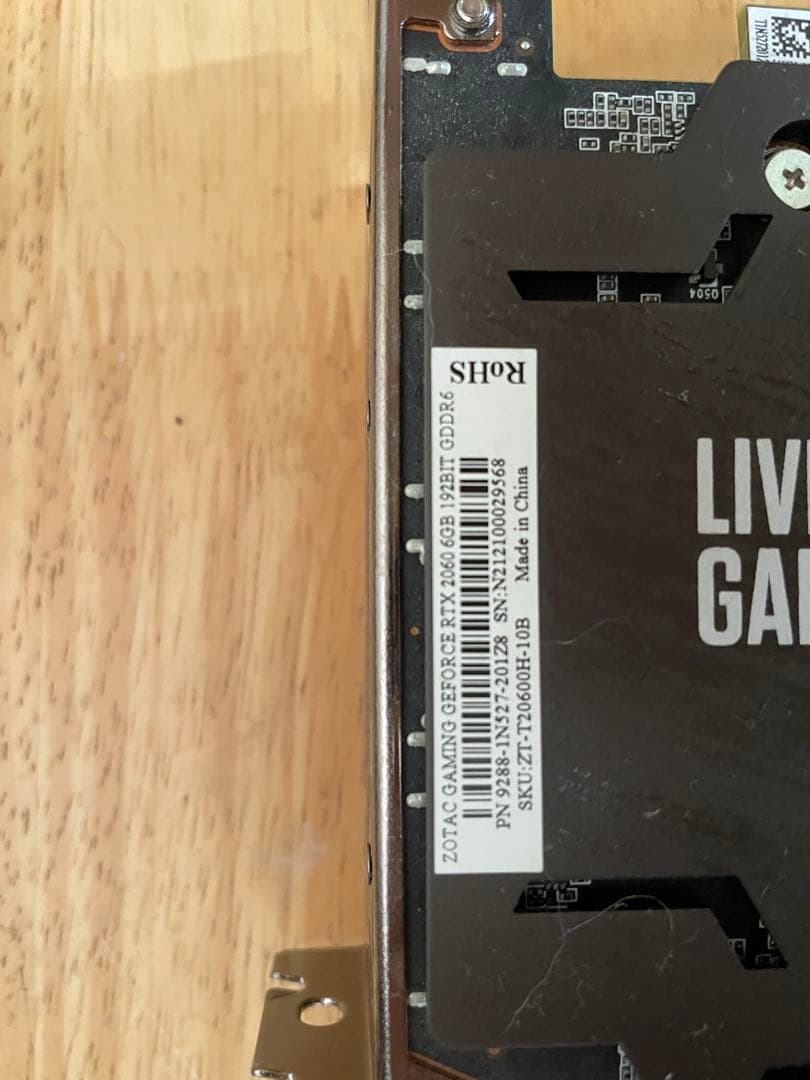 RoHS
ZOTAC GAMING GEFORCE RTX 2060 6GB 192BIT GDDR6
PN 9288-1N527-201Z8 SN:N212100029568
SKU:ZT-T20600H-10B Made in China
LIV
GA
Q504